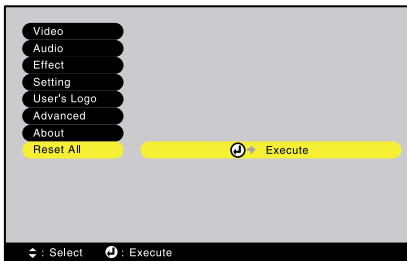 Video
Audio
Effect
Setting
User's Logo
Advanced
About
Reset All Execute
: Select : Execute